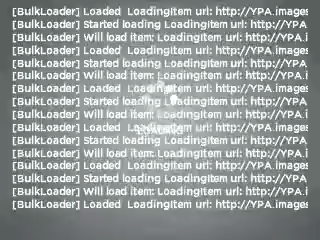 [BulkLoader] Loaded LoadingItem url: http://YPA.images
[BulkLoader] Started loading LoadingItem url: http://YPA
[BulkLoader] Will load item: LoadingItem url: http://YPA.i
[BulkLoader] Loaded LoadingItem url: http://YPA.images
[BulkLoader] Started loading LoadingItem url: http://YPA
[BulkLoader] Will load item: LoadingItem url: http://YPA.i
[BulkLoader] Loaded LoadingItem url: http://YPA.images
[BulkLoader] Started loading LoadingItem url: http://YPA
[BulkLoader] Will load item: LoadingItem url: http://YPA.i
[BulkLoader] Loaded LoadingItem url: http://YPA.images
[BulkLoader] Started loading LoadingItem url: http://YPA
[BulkLoader] Will load item: LoadingItem url: http://YPA.i
[BulkLoader] Loaded LoadingItem url: http://YPA.images
[BulkLoader] Started loading LoadingItem url: http://YPA
[BulkLoader] Will load item: LoadingItem url: http://YPA.i
[BulkLoader] Loaded LoadingItem url: http://YPA.images